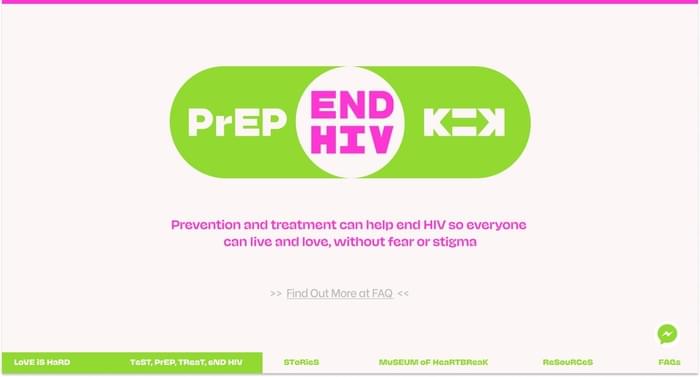 PrEP
END
HIV
K=K
Prevention and treatment can help end HIV so everyone
can live and love, without fear or stigma
>> Find Out More at FAQ <<
LoVE iS HaRD
TeST, PrEP, TReaT, eND HIV
SToRieS
MuSEUM oF HeaRTBReaK
ReSouRCeS
FAQs